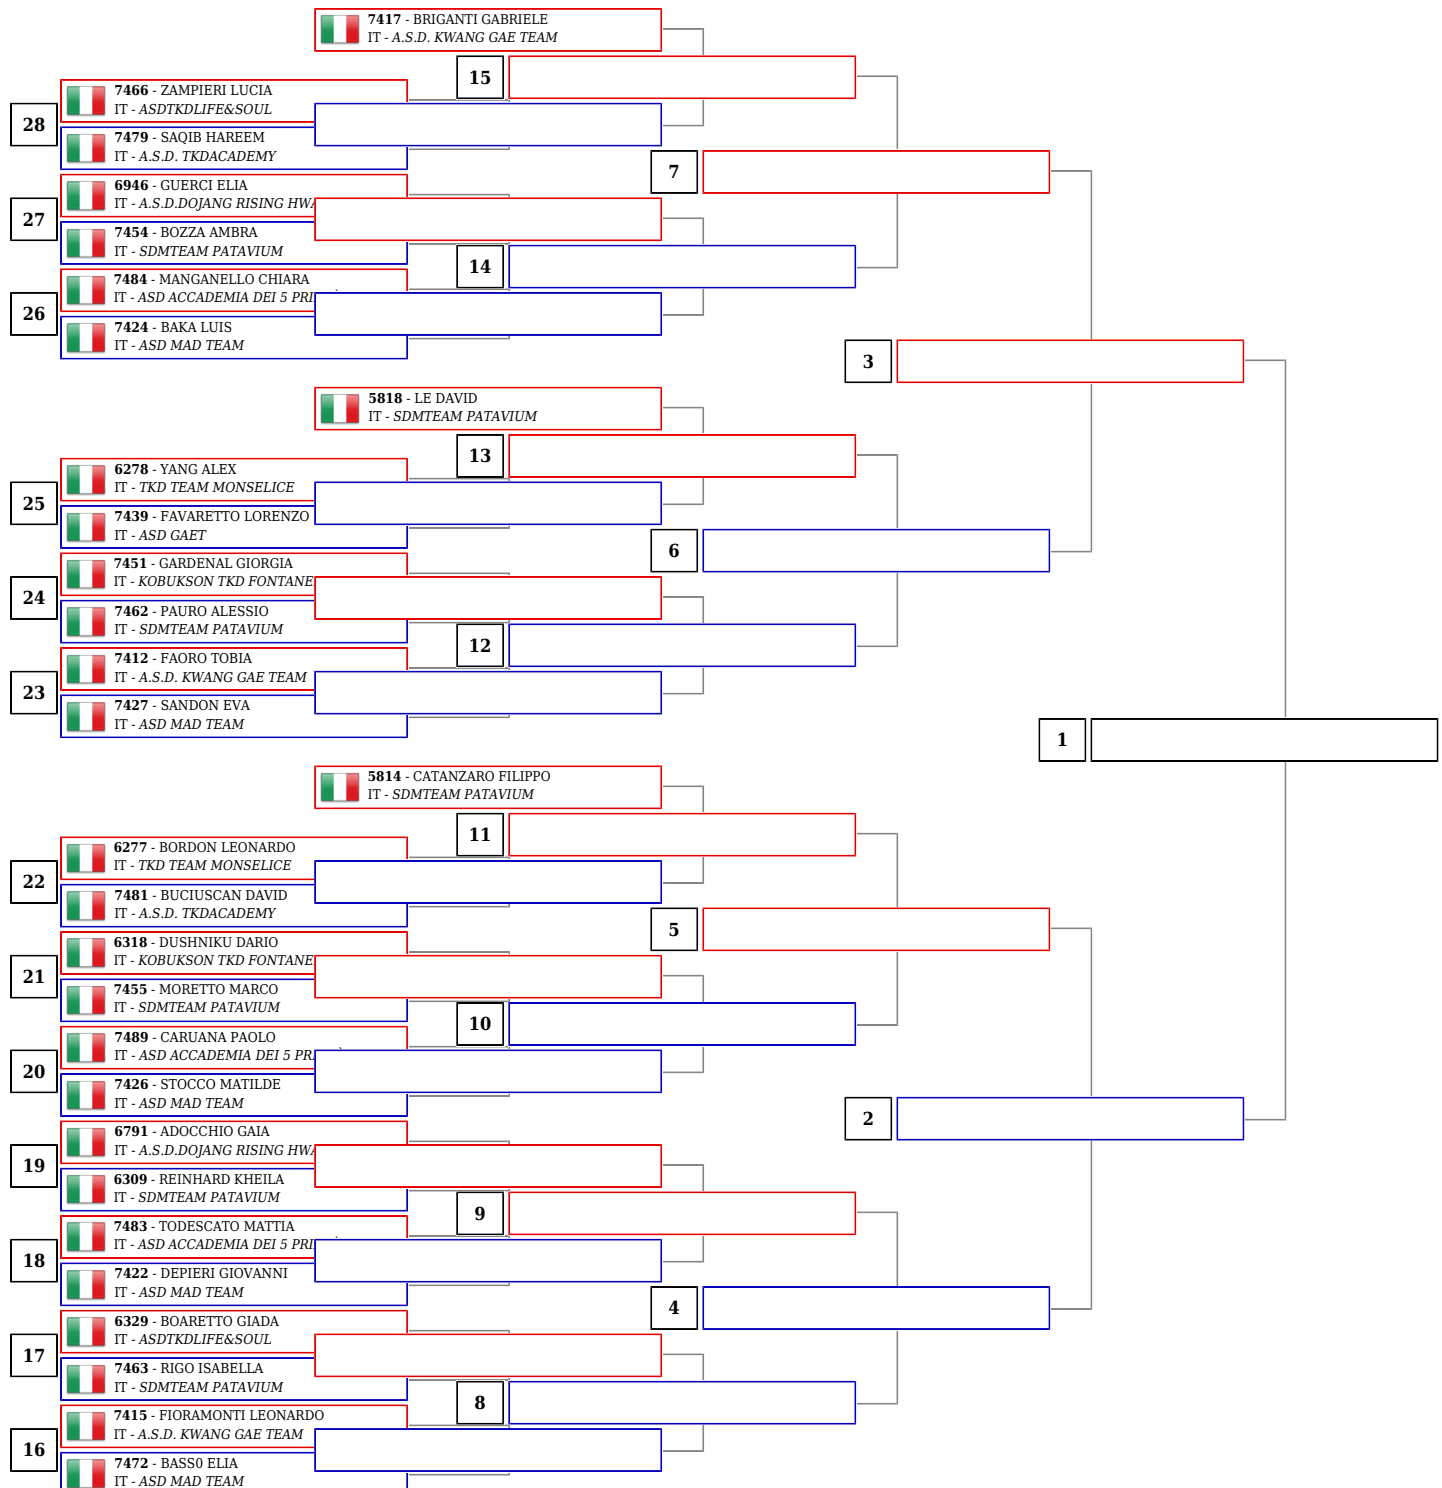 7417 - BRIGANTI GABRIELE
IT - A.S.D. KWANG GAE TEAM
15
7466 - ZAMPIERI LUCIA
IT - ASDTKDLIFE&SOUL
28
7479 - SAQIB HAREEM
IT - A.S.D. TKDACADEMY
7
6946 - GUERCI ELIA
IT - A.S.D.DOJANG RISING HWA
27
7454 - BOZZA AMBRA
IT - SDMTEAM PATAVIUM
14
7484 - MANGANELLO CHIARA
IT - ASD ACCADEMIA DEI 5
26
7424 - BAKA LUIS
IT - ASD MAD TEAM
3
5818 - LE DAVID
IT - SDMTEAM PATAVIUM
13
6278 - YANG ALEX
IT - TKD TEAM MONSELICE
25
7439 - FAVARETTO LORENZO
IT - ASD GAET
6
7451 - GARDENAL GIORGIA
IT - KOBUKSON TKD FONTANE
24
7462 - PAURO ALESSIO
IT - SDMTEAM PATAVIUM
12
7412 - FAORO TOBIA
IT - A.S.D. KWANG GAE TEAM
23
7427 - SANDON EVA
IT - ASD MAD TEAM
1
5814 - CATANZARO FILIPPO
IT - SDMTEAM PATAVIUM
11
6277 - BORDON LEONARDO
IT - TKD TEAM MONSELICE
22
7481 - BUCIUSCAN DAVID
IT - A.S.D. TKDACADEMY
5
6318 - DUSHNIKU DARIO
IT - KOBUKSON TKD FONTANE
21
7455 - MORETTO MARCO
IT - SDMTEAM PATAVIUM
10
7489 - CARUANA PAOLO
IT - ASD ACCADEMIA DEI 5
20
7426 - STOCCO MATILDE
IT - ASD MAD TEAM
2
6791 - ADOCCHIO GAIA
IT - A.S.D.DOJANG RISING HWA
19
6309 - REINHARD KHEILA
IT - SDMTEAM PATAVIUM
9
7483 - TODESCATO MATTIA
IT - ASD ACCADEMIA DEI 5
18
7422 - DEPIERI GIOVANNI
IT - ASD MAD TEAM
4
6329 - BOARETTO GIADA
IT - ASDTKDLIFE&SOUL
17
7463 - RIGO ISABELLA
IT - SDMTEAM PATAVIUM
8
7415 - FIORAMONTI LEONARDO
IT - A.S.D. KWANG GAE TEAM
16
7472 - BASS0 ELIA
IT - ASD MAD TEAM